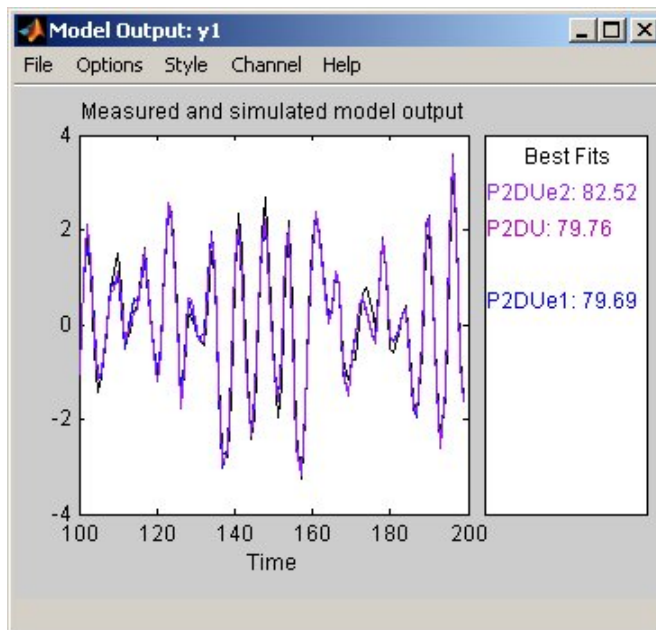 Model Output: y1
File Options Style Channel Help
Measured and simulated model output
4
2
0
-2
-4
100 120 140 160 180 200
Time
Best Fits
P2DUe2: 82.52
P2DU: 79.76
P2DUe1: 79.69